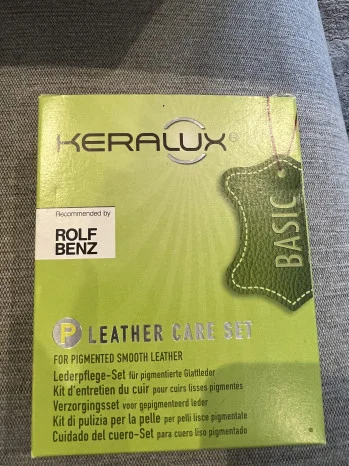 KERALUX®
Recommended by
ROLF
BENZ
BASIC
P LEATHER CARE SET
FOR PIGMENTED SMOOTH LEATHER
Lederpflege-Set für pigmentierte Glattleder
Kit d'entretien du cuir pour cuirs lisses pigmentés
Verzorgingsset voor gepigmenteerd leder
Kit di pulizia per la pelle per pelli lisce pigmentate
Cuidado del cuero-Set para cuero liso pigmentado